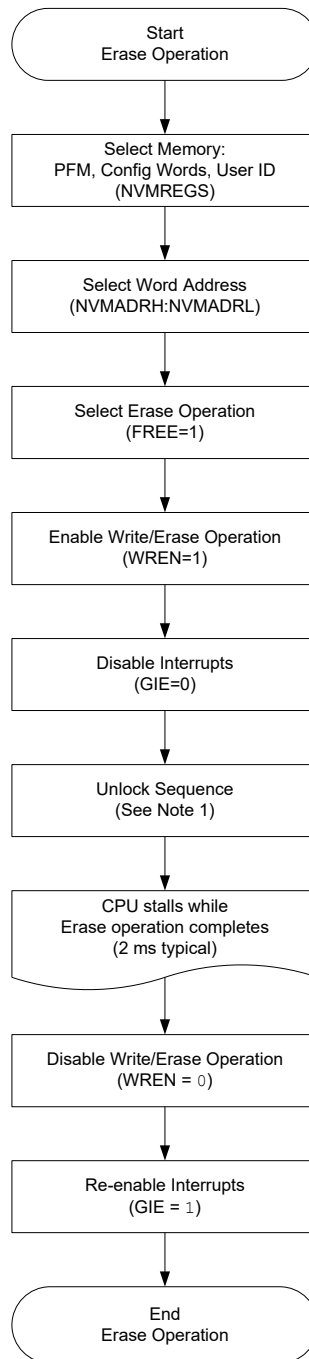 Start
Erase Operation
Select Memory:
PFM, Config Words, User ID
(NVMREGS)
Select Word Address
(NVMADRH:NVMADRL)
Select Erase Operation
(FREE=1)
Enable Write/Erase Operation
(WREN=1)
Disable Interrupts
(GIE=0)
Unlock Sequence
(See Note 1)
CPU stalls while
Erase operation completes
(2 ms typical)
Disable Write/Erase Operation
(WREN = 0)
Re-enable Interrupts
(GIE = 1)
End
Erase Operation